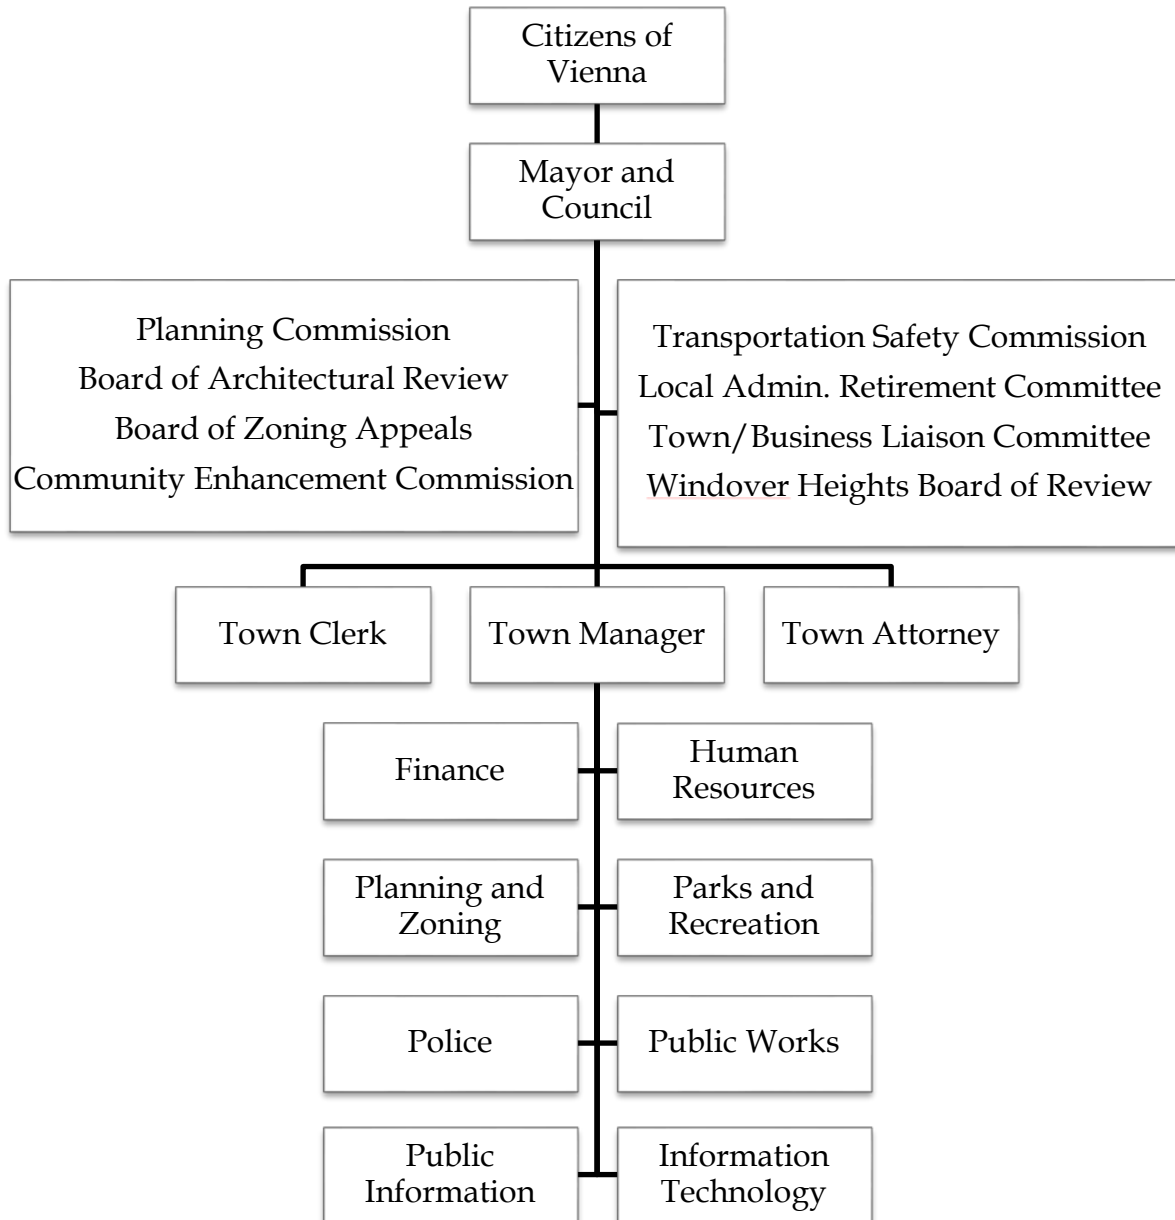 Citizens of
Vienna
Mayor and
Council
Planning Commission
Board of Architectural Review
Board of Zoning Appeals
Community Enhancement Commission
Transportation Safety Commission
Local Admin. Retirement Committee
Town/Business Liaison Committee
Windover Heights Board of Review
Town Clerk
Town Manager
Town Attorney
Finance
Human
Resources
Planning and
Zoning
Parks and
Recreation
Police
Public Works
Public
Information
Information
Technology